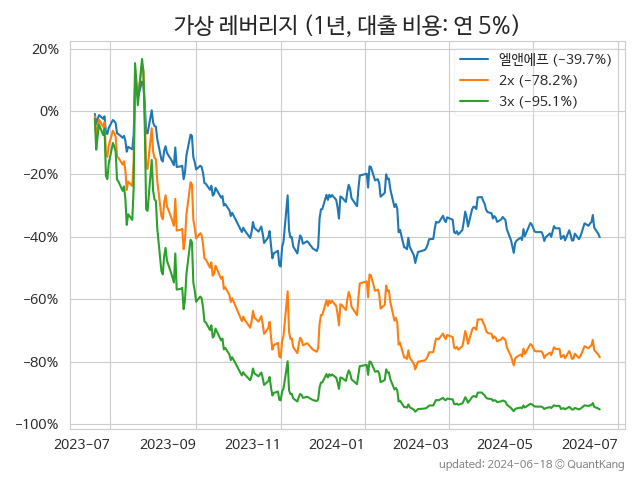 가상 레버리지 (1년, 대출 비용: 연 5%)
엘앤에프 (−39.7%)
2x (−78.2%)
3x (−95.1%)
20%
0%
−20%
−40%
−60%
−80%
−100%
2023-07 2023-09 2023-11 2024-01 2024-03 2024-05 2024-07
updated: 2024-06-18 © QuantKang